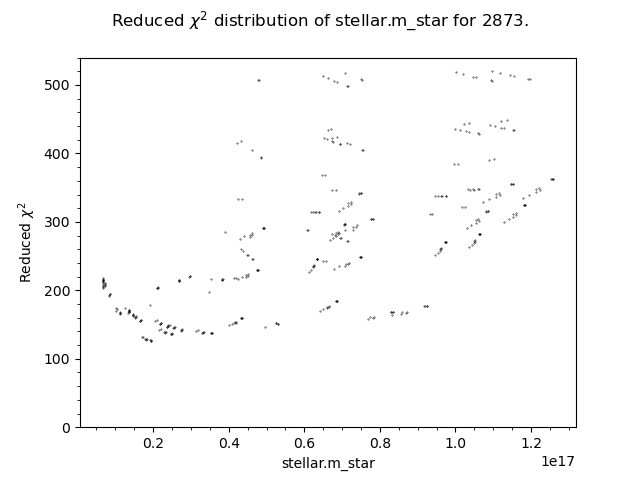 Reduced χ² distribution of stellar.m_star for 2873.
500
400
300
200
100
0
Reduced χ²
0.2 0.4 0.6 0.8 1.0 1.2
1e17
stellar.m_star